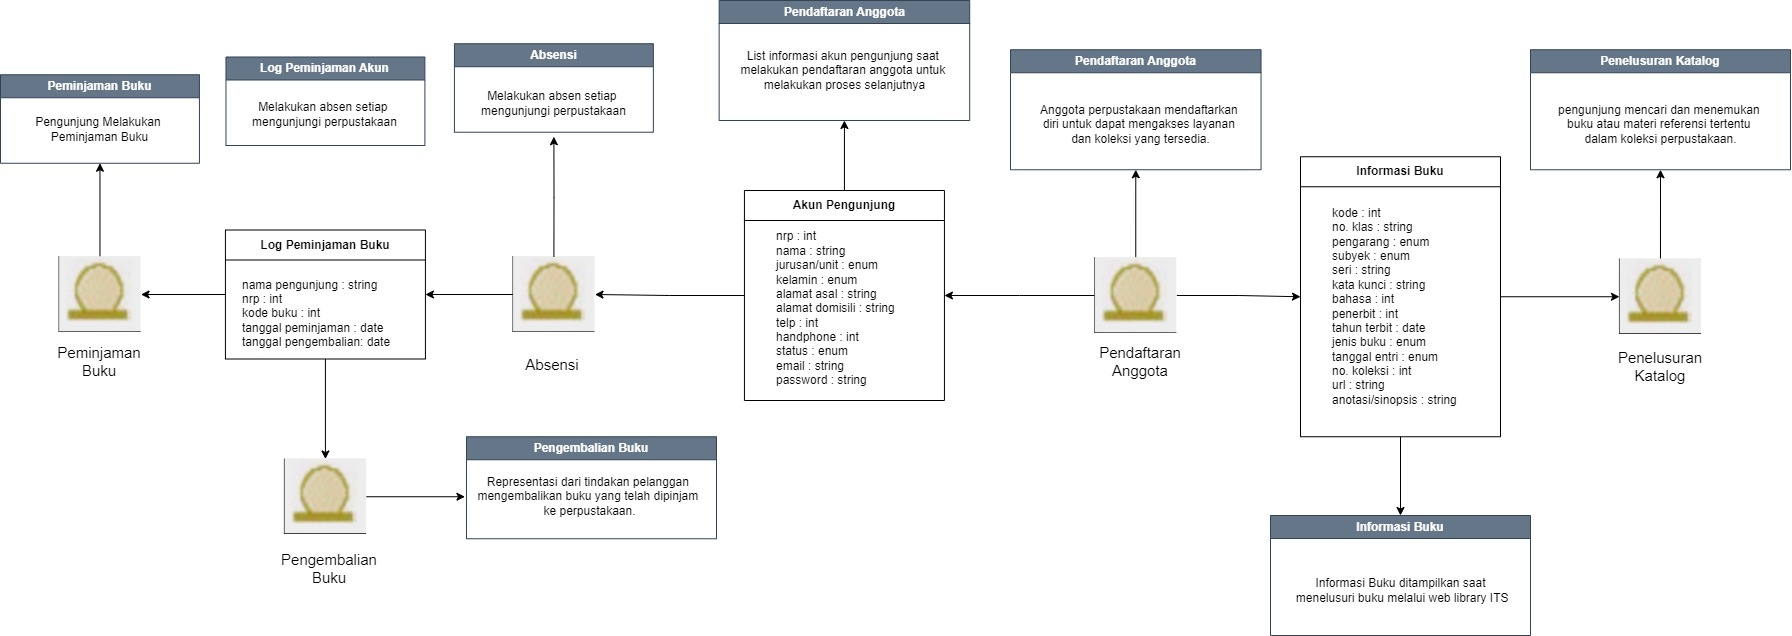 Peminjaman Buku
Pengunjung Melakukan
Peminjaman Buku
Log Peminjaman Akun
Melakukan absen setiap
mengunjungi perpustakaan
Absensi
Melakukan absen setiap
mengunjungi perpustakaan
Pendaftaran Anggota
List informasi akun pengunjung saat
melakukan pendaftaran anggota untuk
melakukan proses selanjutnya
Pendaftaran Anggota
Anggota perpustakaan mendaftarkan
diri untuk dapat mengakses layanan
dan koleksi yang tersedia.
Penelusuran Katalog
pengunjung mencari dan menemukan
buku atau materi referensi tertentu
dalam koleksi perpustakaan.
Peminjaman
Buku
Log Peminjaman Buku
nama pengunjung : string
nrp : int
kode buku : int
tanggal peminjaman : date
tanggal pengembalian: date
Absensi
Akun Pengunjung
nrp : int
nama : string
jurusan/unit : enum
kelamin : enum
alamat asal : string
alamat domisili : string
telp : int
handphone : int
status : enum
email : string
password : string
Pendaftaran
Anggota
Informasi Buku
kode : int
no. klas : string
pengarang : enum
subyek : enum
seri : string
kata kunci : string
bahasa : int
penerbit : int
tahun terbit : date
jenis buku : enum
tanggal entri : enum
no. koleksi : int
url : string
anotasi/sinopsis : string
Penelusuran
Katalog
Pengembalian
Buku
Pengembalian Buku
Representasi dari tindakan pelanggan
mengembalikan buku yang telah dipinjam
ke perpustakaan.
Informasi Buku
Informasi Buku ditampilkan saat
menelusuri buku melalui web library ITS